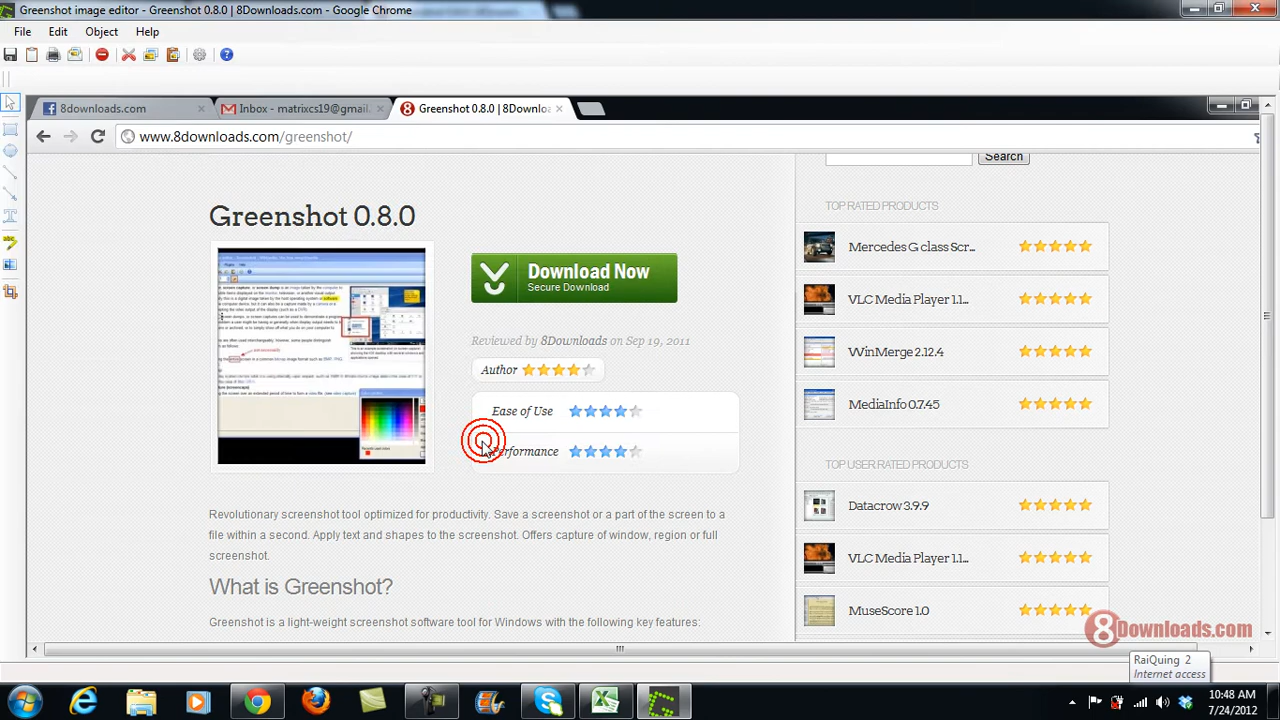 Greenshot image editor - Greenshot 0.8.0 | 8Downloads.com - Google Chrome
File Edit Object Help
8downloads.com
Inbox - matrixcs19@gmail.
Greenshot 0.8.0 | 8Downloa
www.8downloads.com/greenshot/
Search
Greenshot 0.8.0
Download Now
Secure Download
Reviewed by 8Downloads on Sep 19, 2011
Author
Ease of Use
Performance
Revolutionary screenshot tool optimized for productivity. Save a screenshot or a part of the screen to
file within a second. Apply text and shapes to the screenshot. Offers capture of window, region or full
screenshot.
What is Greenshot?
Greenshot is a light-weight screenshot software tool for Windows with the following key features:
TOP RATED PRODUCTS
Mercedes G class Scr...
VLC Media Player 1.1...
WinMerge 2.12.4
MediaInfo 0.7.45
TOP USER RATED PRODUCTS
Datacrow 3.9.9
VLC Media Player 1.1...
MuseScore 1.0
8Downloads.com
RaiQuing 2
Internet access
10:48 AM
7/24/2012